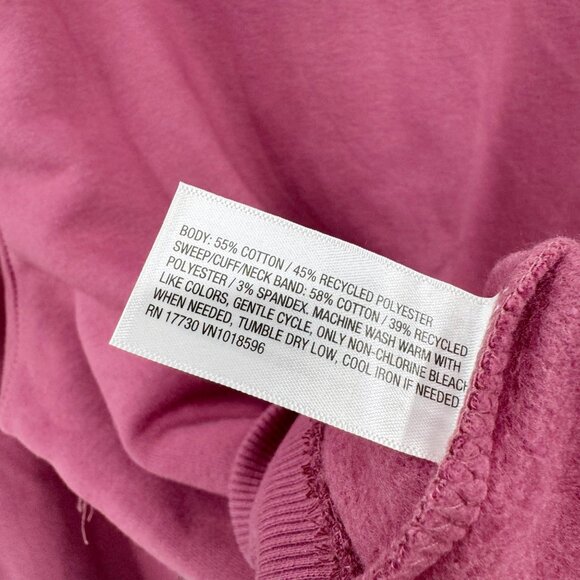 BODY: 55% COTTON / 45% RECYCLED POLYESTER
SWEEP/CUFF/NECK BAND: 58% COTTON / 39% RECYCLED
POLYESTER / 3% SPANDEX. MACHINE WASH WARM WITH
LIKE COLORS, GENTLE CYCLE, ONLY NON-CHLORINE BLEACH
WHEN NEEDED, TUMBLE DRY LOW, COOL IRON IF NEEDED
RN 17730 VN1018596